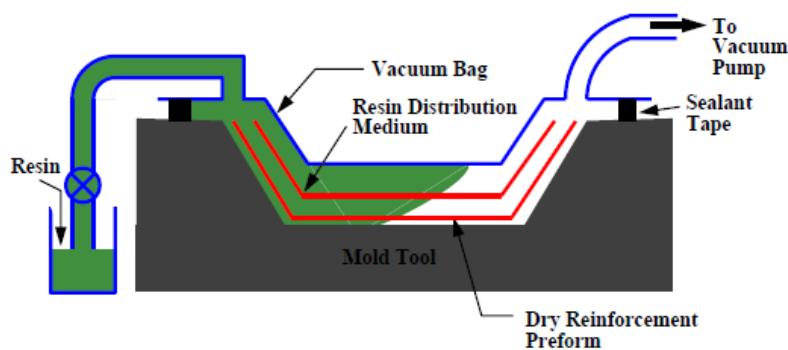 To
Vacuum
Pump
Vacuum Bag
Resin Distribution
Medium
Sealant
Tape
Resin
Mold Tool
Dry Reinforcement
Preform